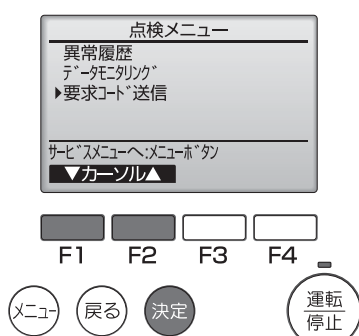 点検メニュー
異常履歴
データモニタリング
▶要求コード送信
サービスメニューへ:メニューボタン
▼カーソル▲
F1 F2 F3 F4
メニュー 戻る 決定 運転/停止